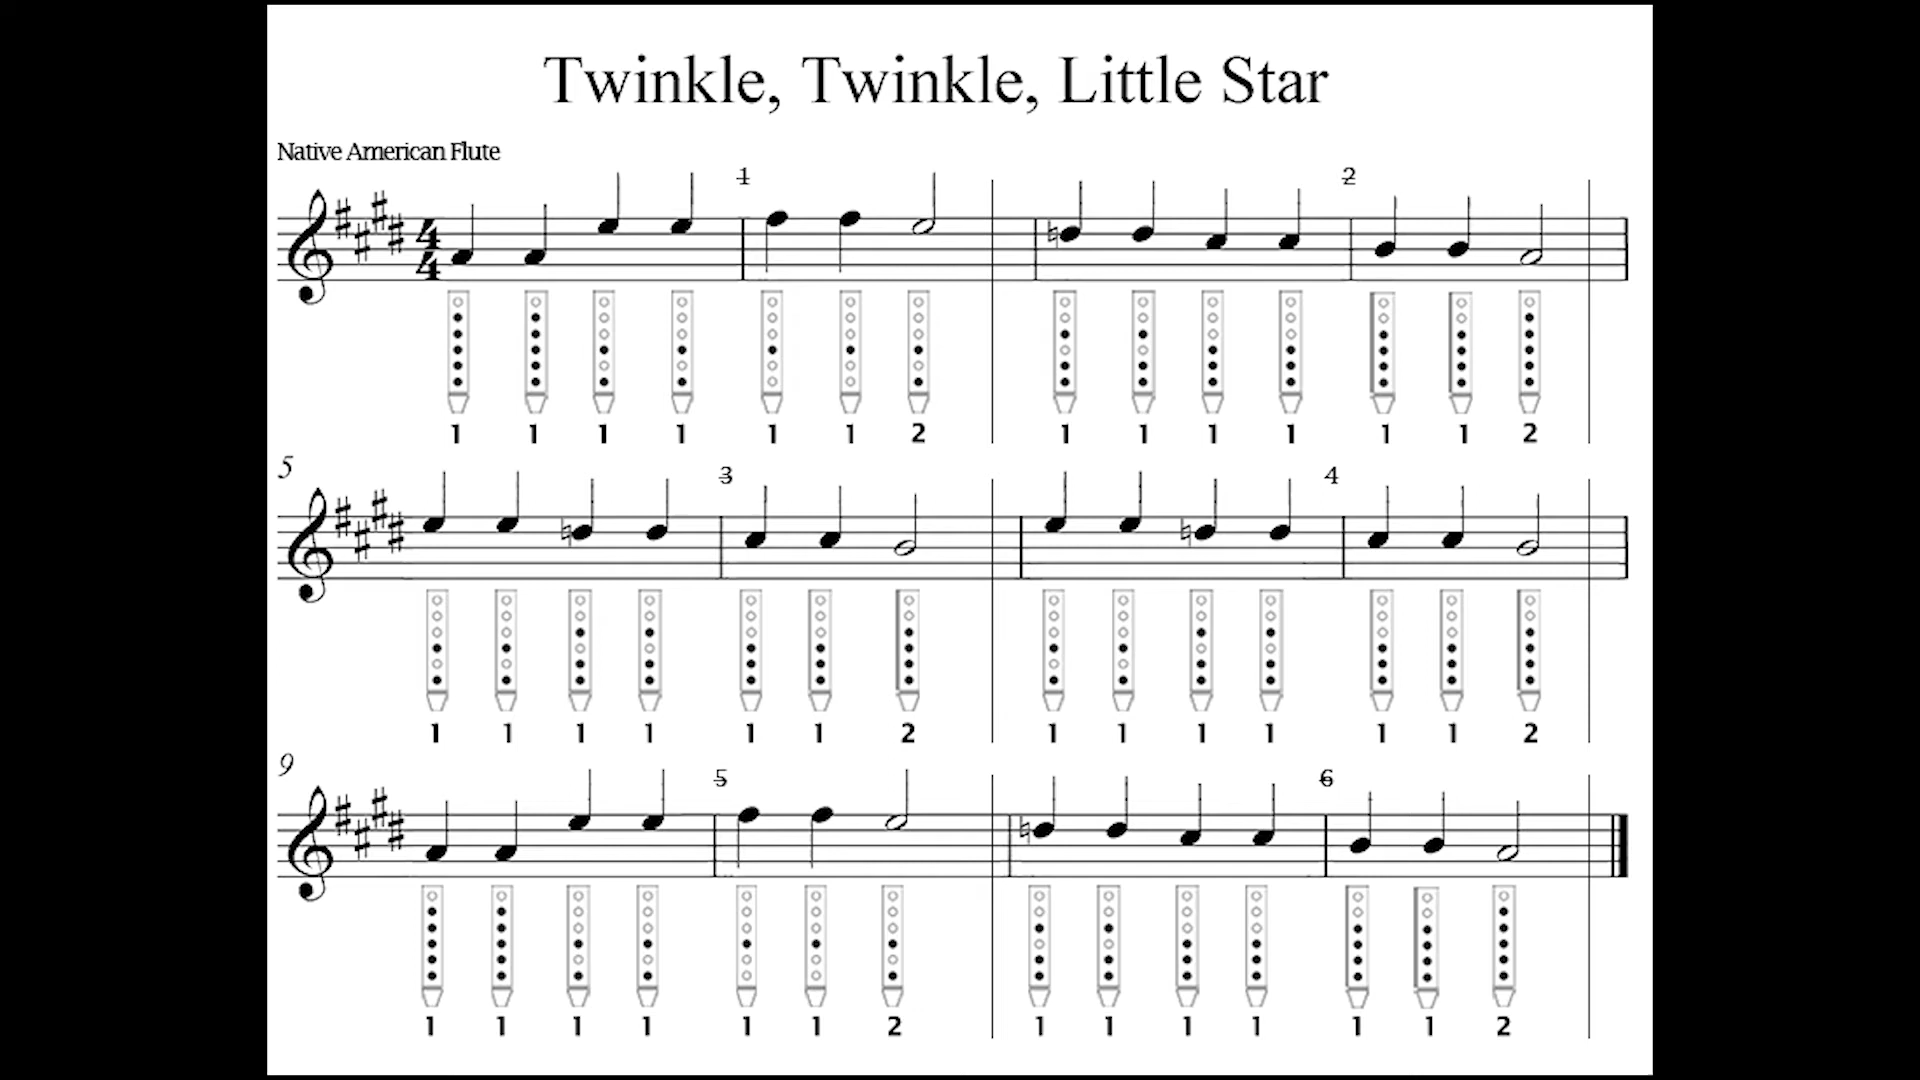 Twinkle, Twinkle, Little Star
Native American Flute
1 2
4
4
1 1 1 1 1 1 2 1 1 1 1 1 1 2
5 3 4
1 1 1 1 1 1 2 1 1 1 1 1 1 2
9 5 6
1 1 1 1 1 1 2 1 1 1 1 1 1 2